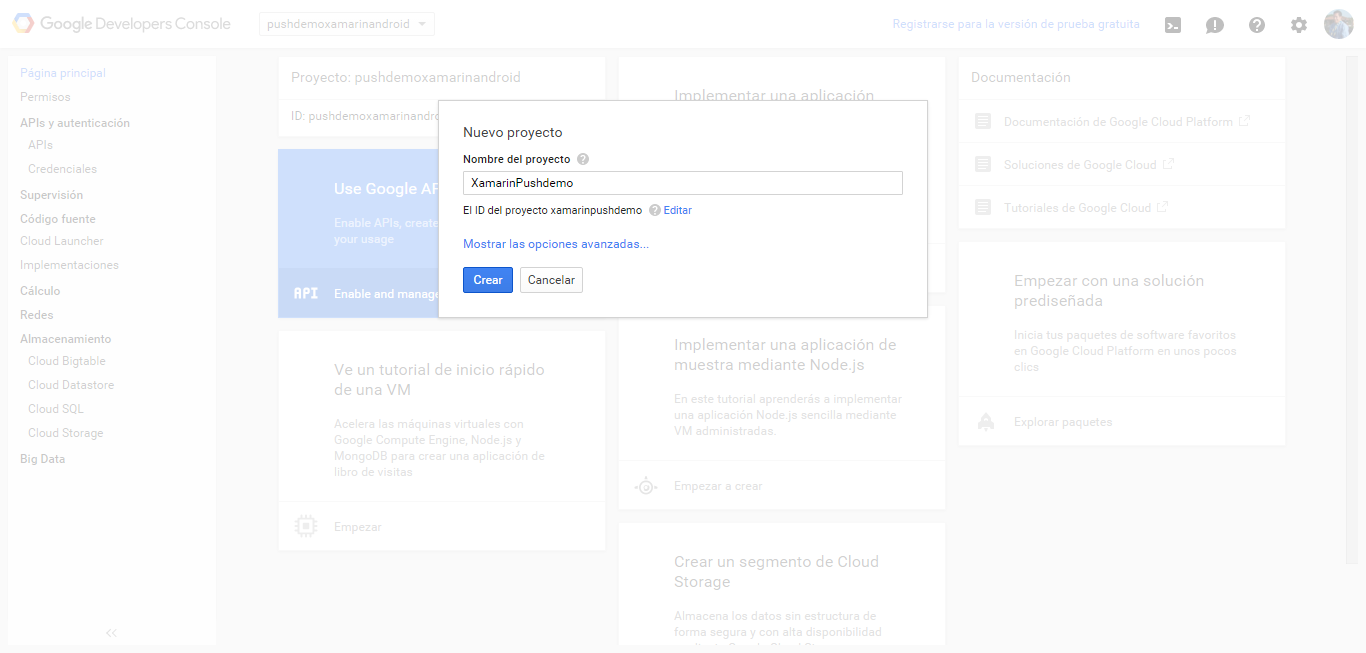 Google Developers Console
pushdemoxamarinandroid
Registrarse para la versión de prueba gratuita
Página principal
Permisos
APIs y autenticación
APIs
Credenciales
Supervisión
Código fuente
Cloud Launcher
Implementaciones
Cálculo
Redes
Almacenamiento
Cloud Bigtable
Cloud Datastore
Cloud SQL
Cloud Storage
Big Data
Proyecto: pushdemoxamarinandroid
ID: pushdemoxamarinandro
Use Google AP
Enable APIs, create
your usage.
API Enable and manage
Ve un tutorial de inicio rápido
de una VM
Acelera las máquinas virtuales con
Google Compute Engine, Node.js y
MongoDB para crear una aplicación de
libro de visitas
Empezar
Nuevo proyecto
Nombre del proyecto
XamarinPushdemo
El ID del proyecto xamarinpushdemo Editar
Mostrar las opciones avanzadas...
Crear Cancelar
Implementar una aplicación
Implementar una aplicación de
muestra mediante Node.js
En este tutorial aprenderás a implementar
una aplicación Node.js sencilla mediante
VM administradas.
Empezar a crear
Crear un segmento de Cloud
Storage
Almacena los datos sin estructura de
forma segura y con alta disponibilidad
Documentación
Documentación de Google Cloud Platform
Soluciones de Google Cloud
Tutoriales de Google Cloud
Empezar con una solución
prediseñada
Inicia tus paquetes de software favoritos
en Google Cloud Platform en unos pocos
clics
Explorar paquetes